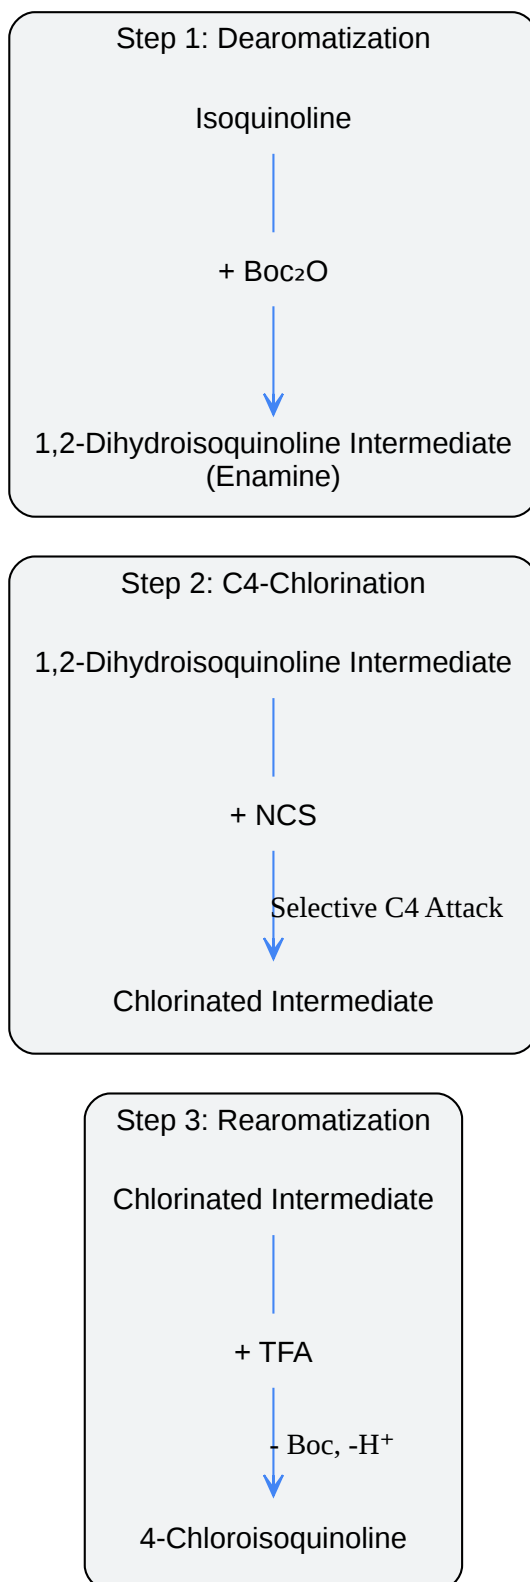 Step 1: Dearomatization
Isoquinoline
+ Boc₂O
1,2-Dihydroisoquinoline Intermediate
(Enamine)
Step 2: C4-Chlorination
1,2-Dihydroisoquinoline Intermediate
+ NCS
Selective C4 Attack
Chlorinated Intermediate
Step 3: Rearomatization
Chlorinated Intermediate
+ TFA
- Boc, -H⁺
4-Chloroisoquinoline